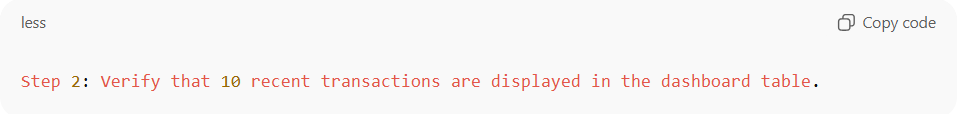 less
Copy code
Step 2: Verify that 10 recent transactions are displayed in the dashboard table.